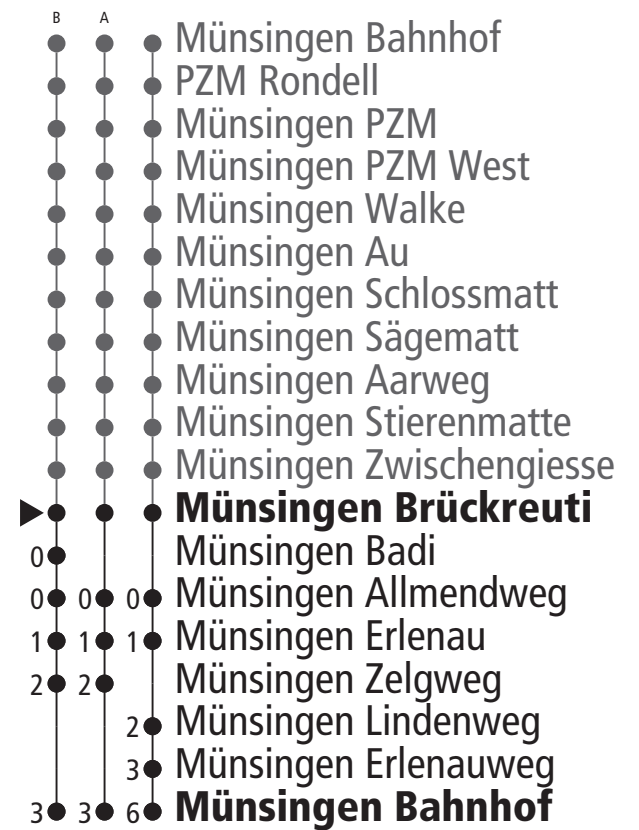 B A
Münsingen Bahnhof
PZM Rondell
Münsingen PZM
Münsingen PZM West
Münsingen Walke
Münsingen Au
Münsingen Schlossmatt
Münsingen Sägematt
Münsingen Aarweg
Münsingen Stierenmatte
Münsingen Zwischengiesse
Münsingen Brückreuti
0 Münsingen Badi
0 0 0 Münsingen Allmendweg
1 1 1 Münsingen Erlenau
2 2 Münsingen Zelgweg
2 Münsingen Lindenweg
3 Münsingen Erlenauweg
3 3 6 Münsingen Bahnhof